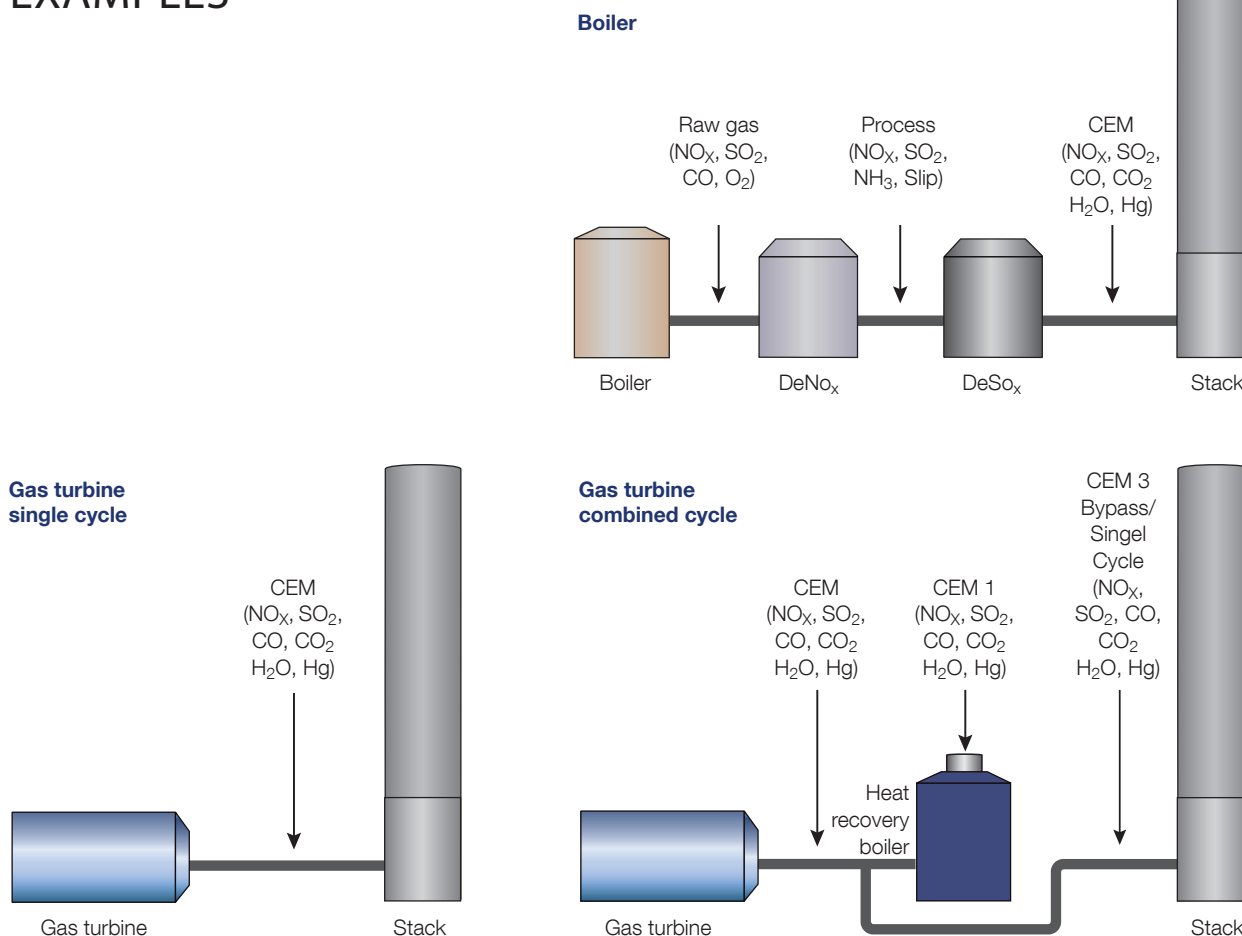 EXAMPLES
Boiler
Raw gas
(NOX, SO2,
CO, O2)
Process
(NOX, SO2,
NH3, Slip)
CEM
(NOX, SO2,
CO, CO2
H2O, Hg)
Boiler
DeNox
DeSox
Stack
Gas turbine
single cycle
CEM
(NOX, SO2,
CO, CO2
H2O, Hg)
Gas turbine
Stack
Gas turbine
combined cycle
CEM
(NOX, SO2,
CO, CO2
H2O, Hg)
CEM 1
(NOX, SO2,
CO, CO2
H2O, Hg)
CEM 3
Bypass/
Singel
Cycle
(NOX,
SO2, CO,
CO2
H2O, Hg)
Heat
recovery
boiler
Gas turbine
Stack